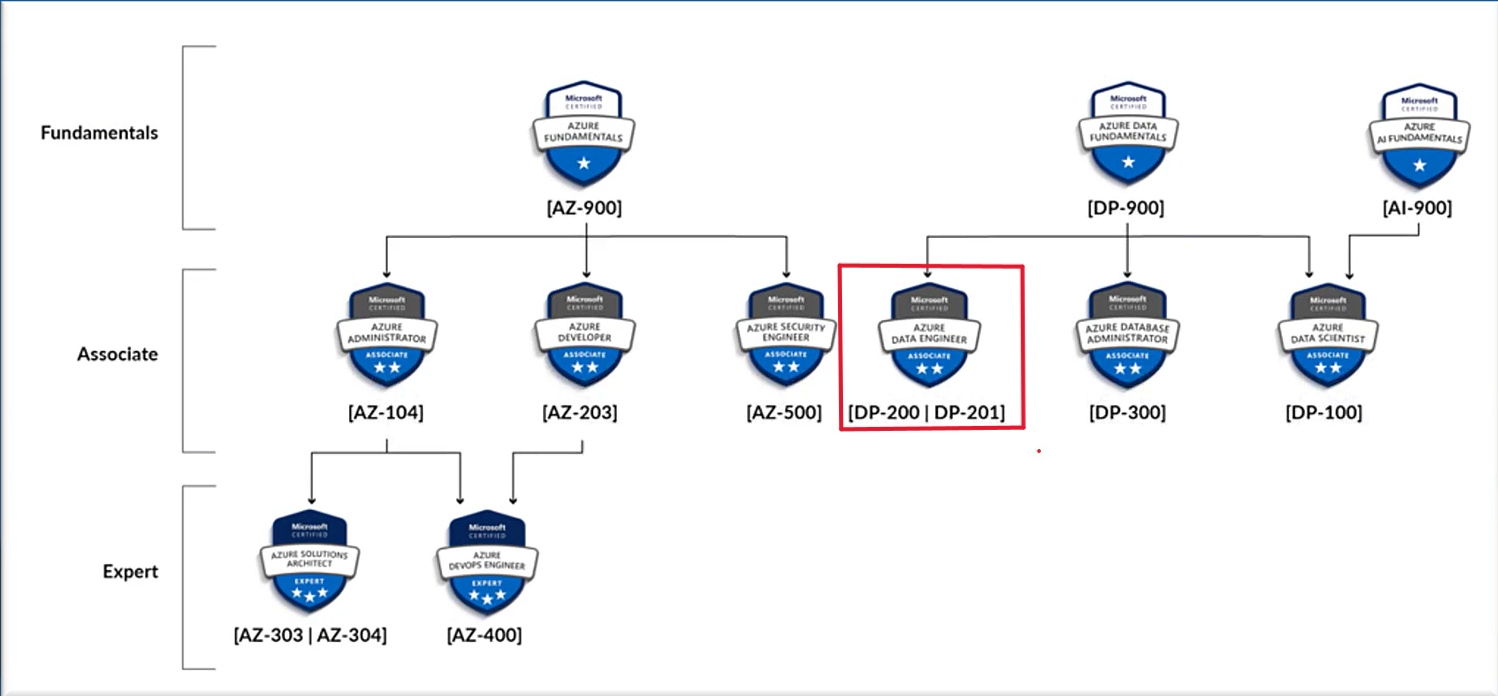 Fundamentals
Microsoft
CERTIFIED
AZURE
FUNDAMENTALS
[AZ-900]
Microsoft
CERTIFIED
AZURE DATA
FUNDAMENTALS
[DP-900]
Microsoft
CERTIFIED
AZURE
AI FUNDAMENTALS
[AI-900]
Associate
Microsoft
CERTIFIED
AZURE
ADMINISTRATOR
ASSOCIATE
[AZ-104]
Microsoft
CERTIFIED
AZURE
DEVELOPER
ASSOCIATE
[AZ-203]
Microsoft
CERTIFIED
AZURE SECURITY
ENGINEER
ASSOCIATE
[AZ-500]
Microsoft
CERTIFIED
AZURE
DATA ENGINEER
ASSOCIATE
[DP-200 | DP-201]
Microsoft
CERTIFIED
AZURE DATABASE
ADMINISTRATOR
ASSOCIATE
[DP-300]
Microsoft
CERTIFIED
AZURE
DATA SCIENTIST
ASSOCIATE
[DP-100]
Expert
Microsoft
CERTIFIED
AZURE SOLUTIONS
ARCHITECT
EXPERT
[AZ-303 | AZ-304]
Microsoft
CERTIFIED
AZURE
DEVOPS ENGINEER
EXPERT
[AZ-400]